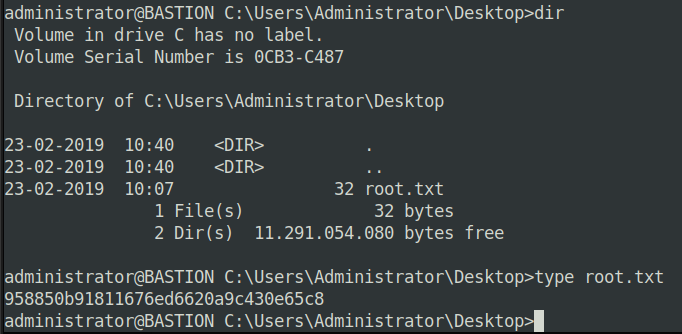 administrator@BASTION C:\Users\Administrator\Desktop>dir
 Volume in drive C has no label.
 Volume Serial Number is 0CB3-C487

 Directory of C:\Users\Administrator\Desktop

23-02-2019  10:40    <DIR>          .
23-02-2019  10:40    <DIR>          ..
23-02-2019  10:07                32 root.txt
               1 File(s)             32 bytes
               2 Dir(s)  11.291.054.080 bytes free

administrator@BASTION C:\Users\Administrator\Desktop>type root.txt
958850b91811676ed6620a9c430e65c8
administrator@BASTION C:\Users\Administrator\Desktop>